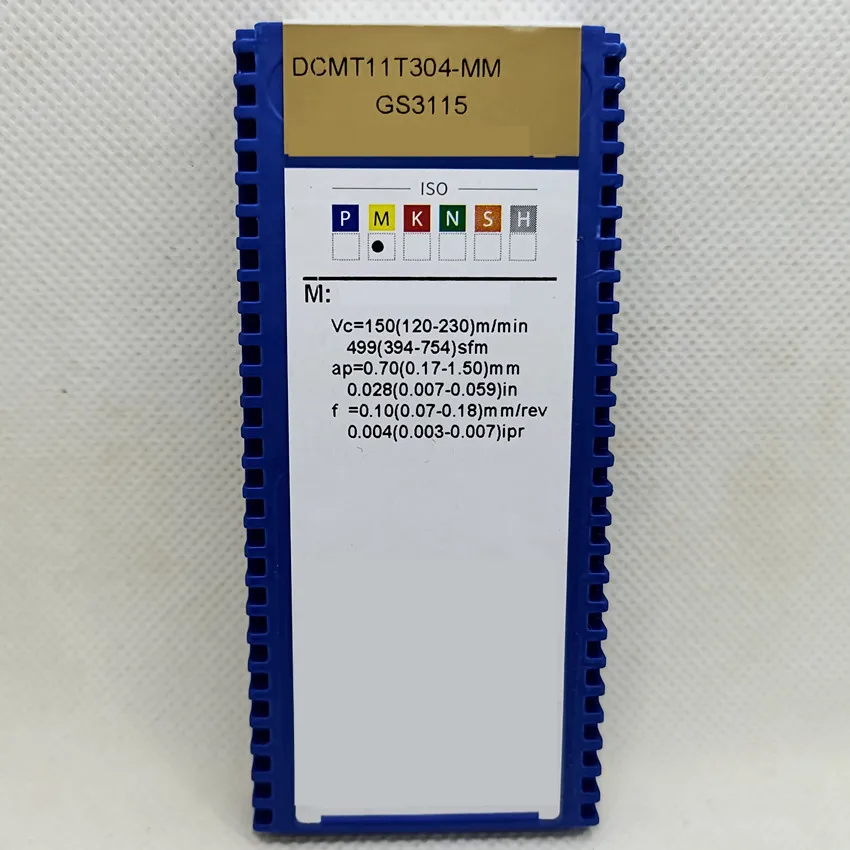 DCMT11T304-MM
GS3115
ISO
P M K N S H
M:
Vc=150(120-230)m/min
499(394-754)sfm
ap=0.70(0.17-1.50)mm
0.028(0.007-0.059)in
f =0.10(0.07-0.18)mm/rev
0.004(0.003-0.007)ipr